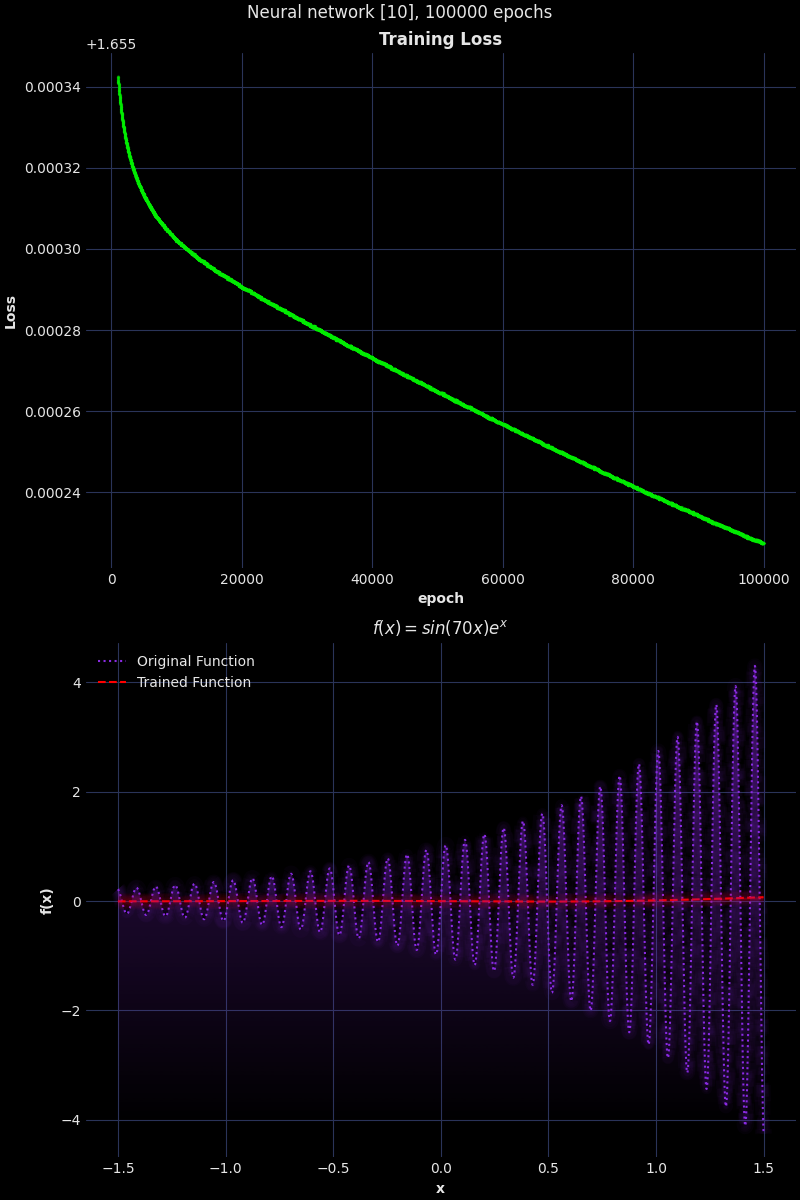 Neural network [10], 100000 epochs
Training Loss
+1.655
0.00034
0.00032
0.00030
0.00028
0.00026
0.00024
Loss
0 20000 40000 60000 80000 100000
epoch
f(x) = sin(70x)e^x
Original Function
Trained Function
4
2
0
−2
−4
f(x)
−1.5 −1.0 −0.5 0.0 0.5 1.0 1.5
x